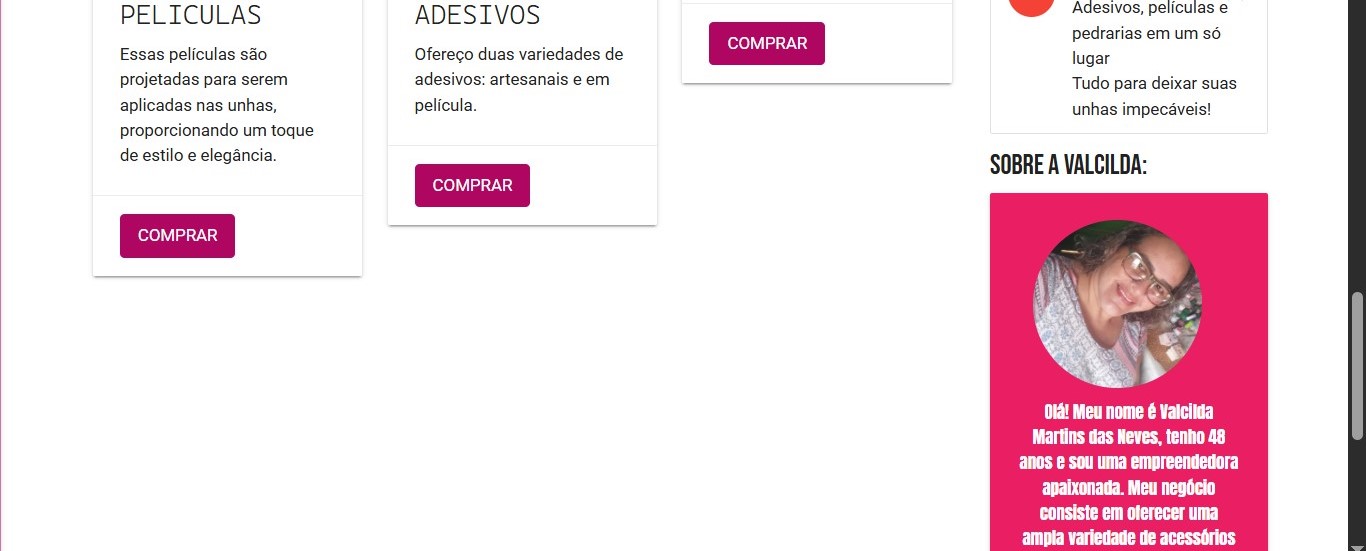 PELICULAS
Essas películas são
projetadas para serem
aplicadas nas unhas,
proporcionando um toque
de estilo e elegância.
COMPRAR
ADESIVOS
Ofereço duas variedades de
adesivos: artesanais e em
película.
COMPRAR
COMPRAR
Adesivos, películas e
pedrarias em um só
lugar
Tudo para deixar suas
unhas impecáveis!
SOBRE A VALCILDA:
Olá! Meu nome é Valcilda
Martins das Neves, tenho 48
anos e sou uma empreendedora
apaixonada. Meu negócio
consiste em oferecer uma
ampla variedade de acessórios